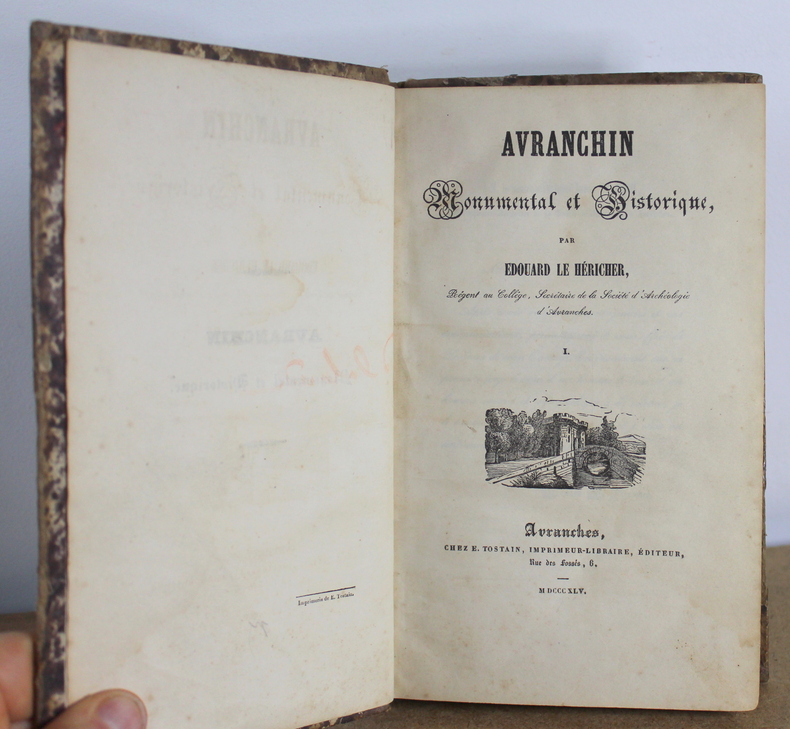 Imprimerie de E. Tostain.
AVRANCHIN
Monumental et Historique,
PAR
EDOUARD LE HÉRICHER,
Régent au Collége, Secrétaire de la Société d'Archéologie
d'Avranches.
I.
Avranches,
CHEZ E. TOSTAIN, IMPRIMEUR-LIBRAIRE, ÉDITEUR,
Rue des Fossés, 6.
MDCCCXLV.